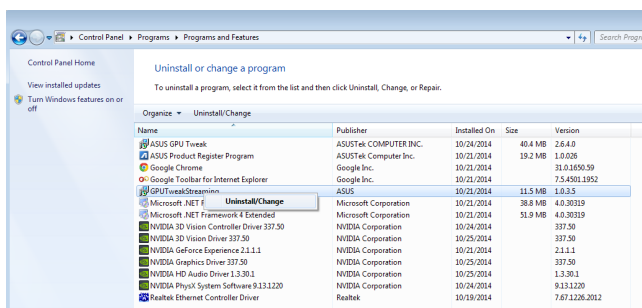 Control Panel ▸ Programs ▸ Programs and Features
Search Progr
Control Panel Home
View installed updates
Turn Windows features on or
off
Uninstall or change a program
To uninstall a program, select it from the list and then click Uninstall, Change, or Repair.
Organize Uninstall/Change
Name Publisher Installed On Size Version
ASUS GPU Tweak ASUSTek COMPUTER INC. 10/24/2014 40.4 MB 2.6.4.0
ASUS Product Register Program ASUSTek Computer Inc. 10/21/2014 19.2 MB 1.0.026
Google Chrome Google Inc. 10/21/2014 31.0.1650.59
Google Toolbar for Internet Explorer Google Inc. 10/21/2014 7.5.4501.1952
GPUTweakStreaming ASUS 10/21/2014 11.5 MB 1.0.3.5
Uninstall/Change
Microsoft .NET F Microsoft Corporation 10/21/2014 38.8 MB 4.0.30319
Microsoft .NET Framework 4 Extended Microsoft Corporation 10/21/2014 51.9 MB 4.0.30319
NVIDIA 3D Vision Controller Driver 337.50 NVIDIA Corporation 10/24/2014 337.50
NVIDIA 3D Vision Driver 337.50 NVIDIA Corporation 10/25/2014 337.50
NVIDIA GeForce Experience 2.1.1.1 NVIDIA Corporation 10/21/2014 2.1.1.1
NVIDIA Graphics Driver 337.50 NVIDIA Corporation 10/25/2014 337.50
NVIDIA HD Audio Driver 1.3.30.1 NVIDIA Corporation 10/25/2014 1.3.30.1
NVIDIA PhysX System Software 9.13.1220 NVIDIA Corporation 10/24/2014 9.13.1220
Realtek Ethernet Controller Driver Realtek 10/19/2014 7.67.1226.2012